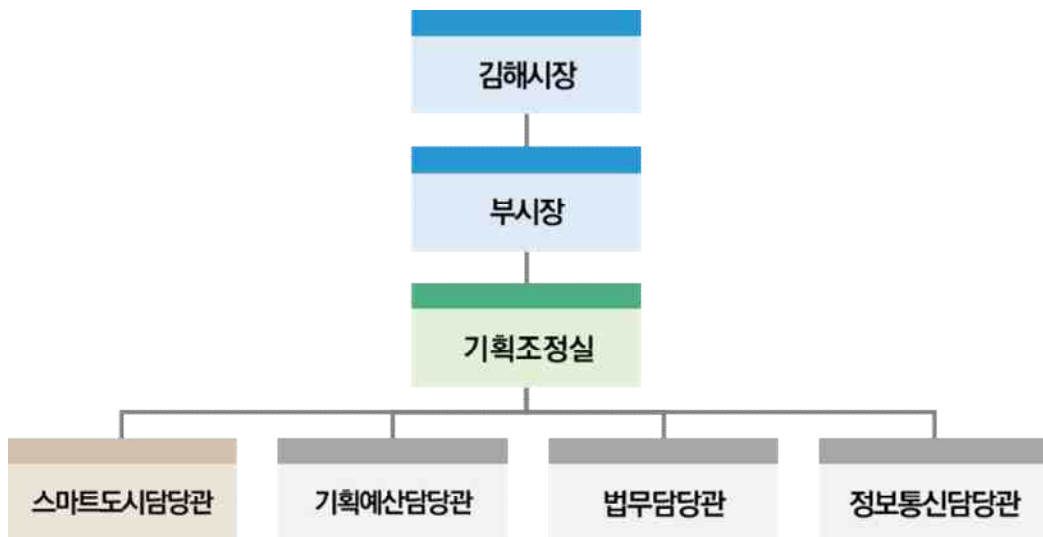 김해시장
부시장
기획조정실
스마트도시담당관
기획예산담당관
법무담당관
정보통신담당관